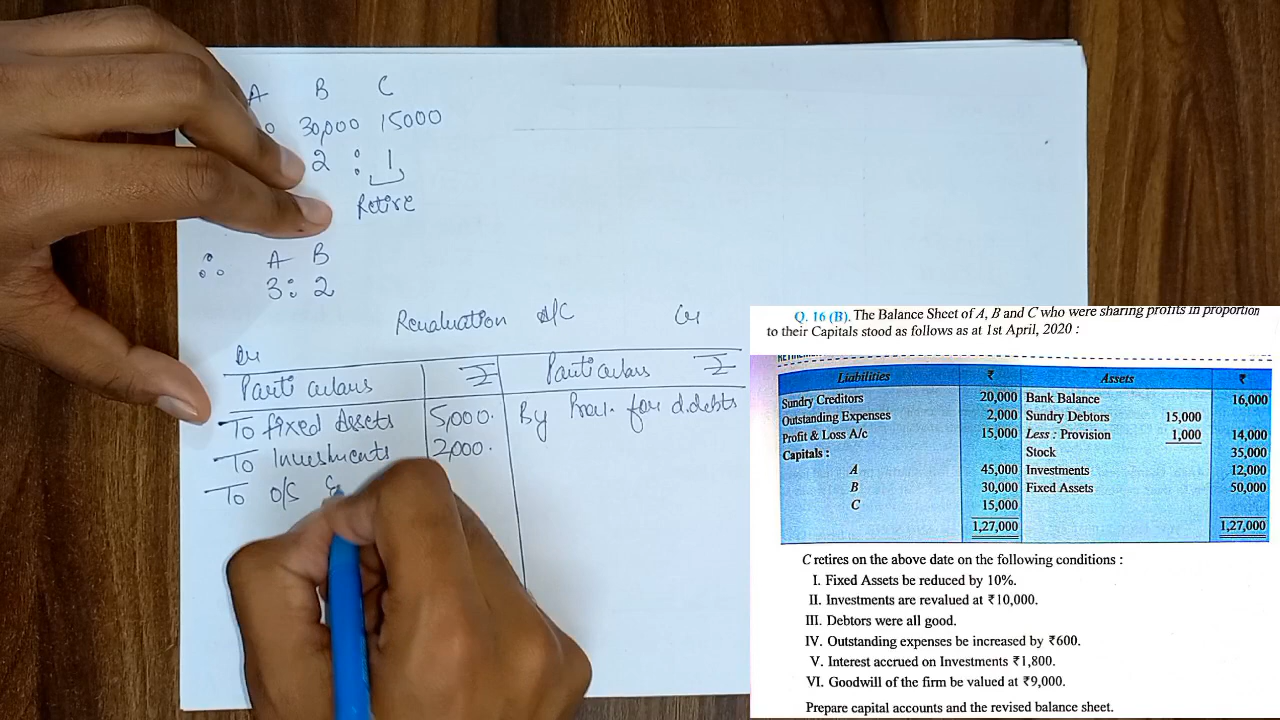 A B C
0 30,000 15000
2 : 1
Retire
∴ A B
3 : 2
Revaluation A/C
Dr Cr
Particulars ₹ Particulars ₹
To fixed Assets 5,000. By Prov. for d.debts
To Investments 2,000.
To O/S
Q. 16 (B). The Balance Sheet of A, B and C who were sharing profits in proportion
to their Capitals stood as follows as at 1st April, 2020 :
Liabilities ₹ Assets ₹
Sundry Creditors 20,000 Bank Balance 16,000
Outstanding Expenses 2,000 Sundry Debtors 15,000
Profit & Loss A/c 15,000 Less : Provision 1,000 14,000
Capitals : Stock 35,000
A 45,000 Investments 12,000
B 30,000 Fixed Assets 50,000
C 15,000
1,27,000 1,27,000
C retires on the above date on the following conditions :
I. Fixed Assets be reduced by 10%.
II. Investments are revalued at ₹10,000.
III. Debtors were all good.
IV. Outstanding expenses be increased by ₹600.
V. Interest accrued on Investments ₹1,800.
VI. Goodwill of the firm be valued at ₹9,000.
Prepare capital accounts and the revised balance sheet.